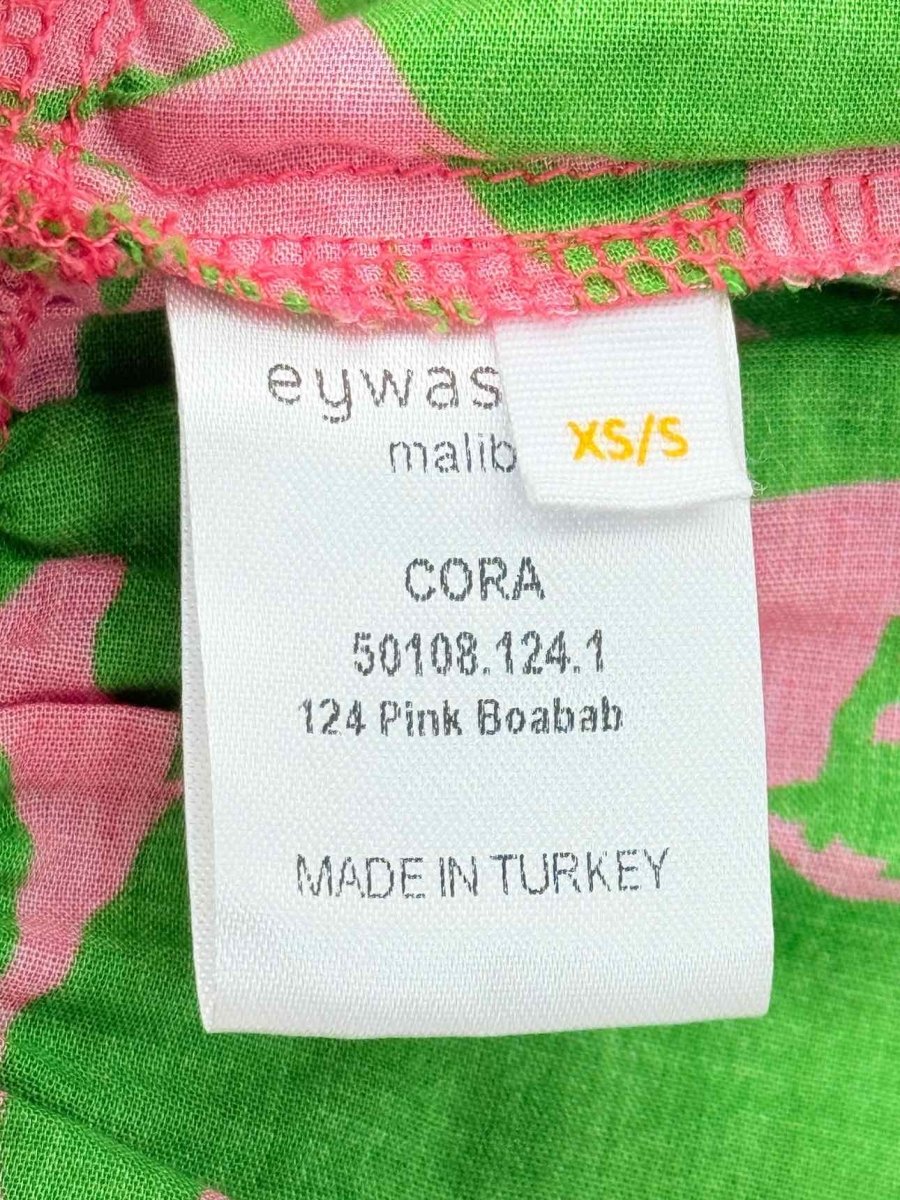 eywas
malib
XS/S
CORA
50108.124.1
124 Pink Boabab
MADE IN TURKEY